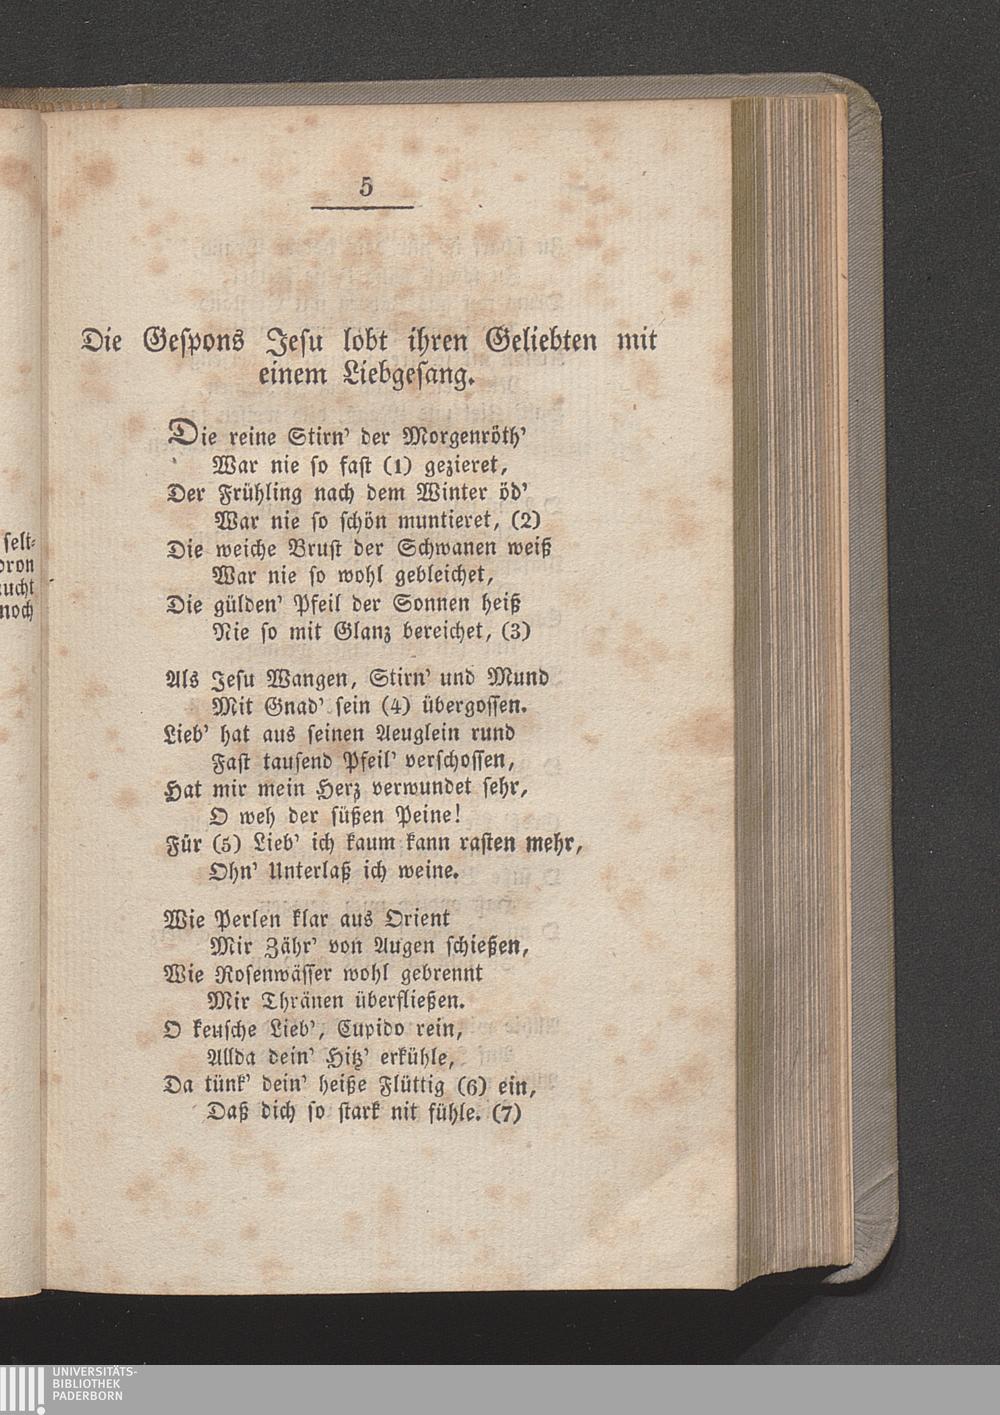 5
Die Gespons Jesu lobt ihren Geliebten mit
einem Liebgesang.
Die reine Stirn' der Morgenröth'
War nie so fast (1) gezieret,
Der Frühling nach dem Winter öd'
War nie so schön muntieret, (2)
Die weiche Brust der Schwanen weiß
War nie so wohl gebleichet,
Die gülden' Pfeil der Sonnen heiß
Nie so mit Glanz bereichet, (3)
Als Jesu Wangen, Stirn' und Mund
Mit Gnad' sein (4) übergossen.
Lieb' hat aus seinen Aeuglein rund
Fast tausend Pfeil' verschossen,
Hat mir mein Herz verwundet sehr,
O weh der süßen Peine!
Für (5) Lieb' ich kaum kann rasten mehr,
Ohn' Unterlaß ich weine.
Wie Perlen klar aus Orient
Mir Zähr' von Augen schießen,
Wie Rosenwässer wohl gebrennt
Mir Thränen überfließen.
O keusche Lieb', Cupido rein,
Allda dein' Hitz' erkühle,
Da tünk' dein' heiße Flüttig (6) ein,
Daß dich so stark nit fühle. (7)
selt-
noch
UNIVERSITÄTS-
BIBLIOTHEK
PADERBORN